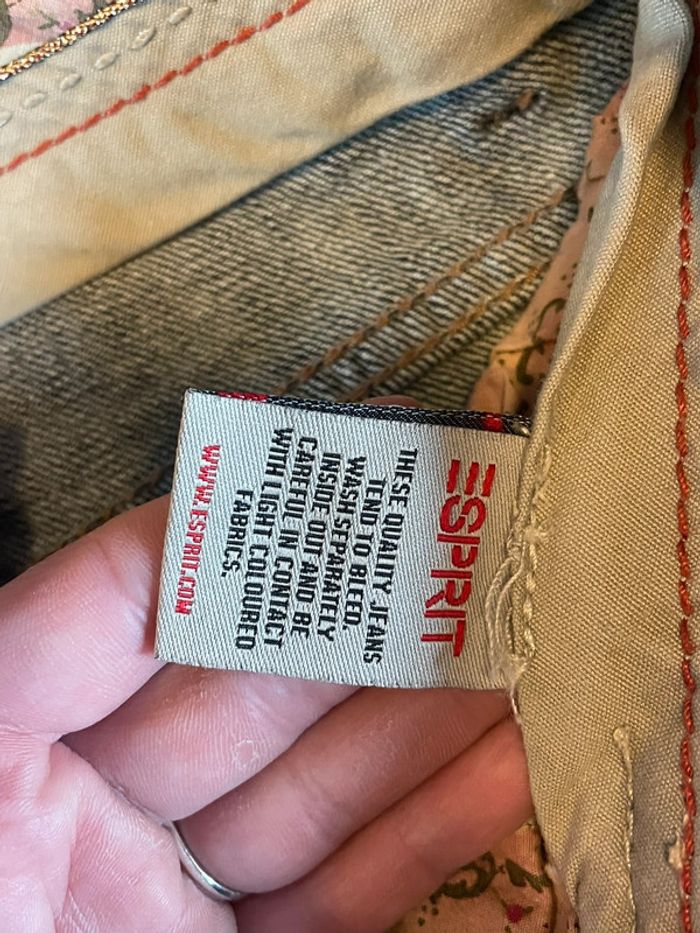 ESPRIT
THESE QUALITY JEANS
TEND TO BLEED.
WASH SEPARATELY
INSIDE OUT AND BE
CAREFUL IN CONTACT
WITH LIGHT COLOURED
FABRICS.
WWW.ESPRIT.COM